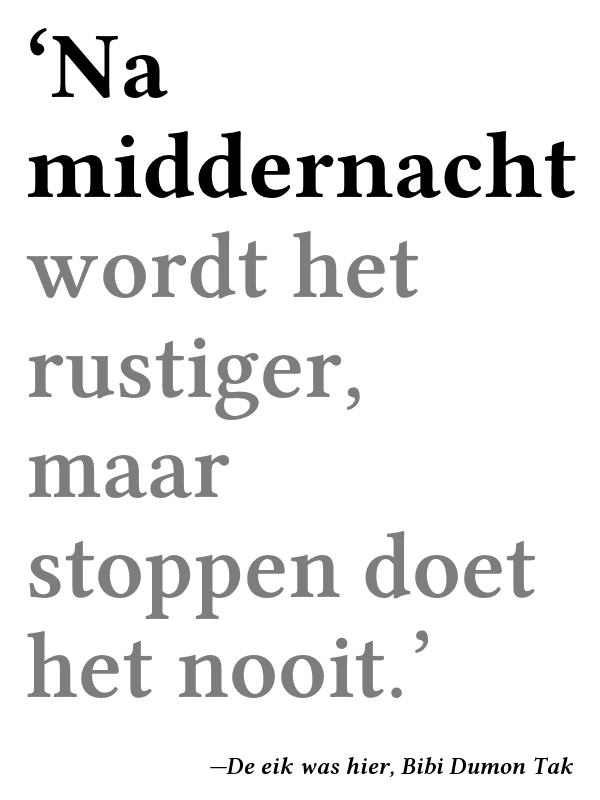 ‘Na
middernacht
wordt het
rustiger,
maar
stoppen doet
het nooit.’
—De eik was hier, Bibi Dumon Tak